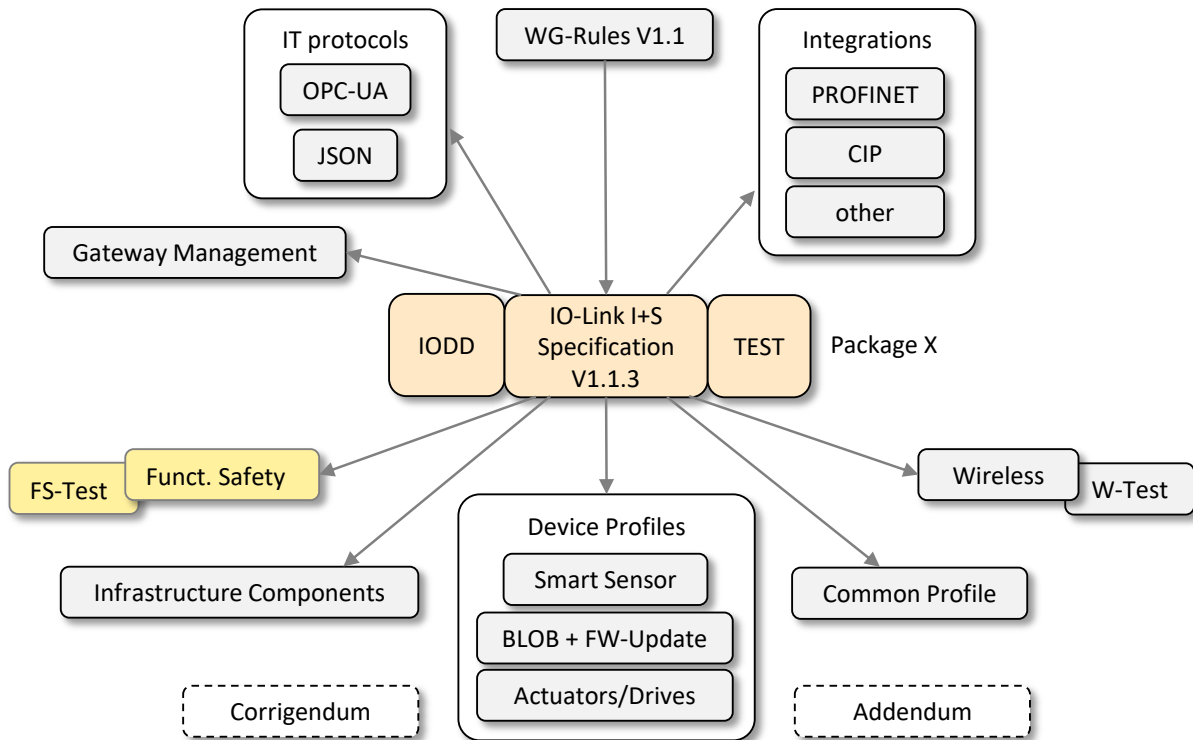 IT protocols
OPC-UA
JSON
WG-Rules V1.1
Integrations
PROFINET
CIP
other
Gateway Management
IODD
IO-Link I+S
Specification
V1.1.3
TEST
Package X
FS-Test
Funct. Safety
Wireless
W-Test
Infrastructure Components
Device Profiles
Smart Sensor
BLOB + FW-Update
Actuators/Drives
Common Profile
Corrigendum
Addendum